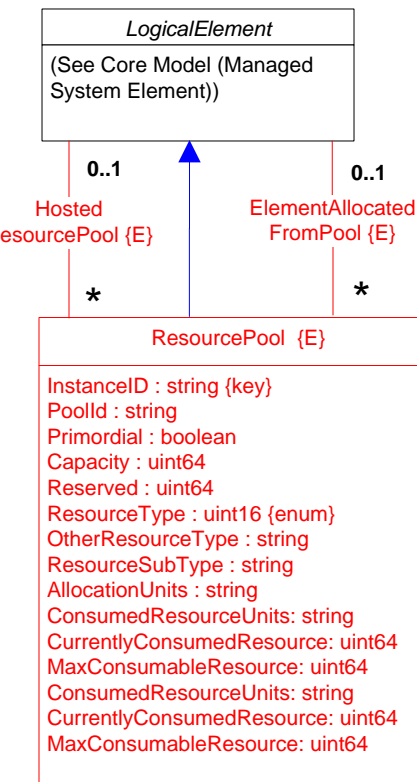 LogicalElement
(See Core Model (Managed
System Element))
0..1
0..1
Hosted
esourcePool {E}
ElementAllocated
FromPool {E}
*
*
ResourcePool {E}
InstanceID : string {key}
PoolId : string
Primordial : boolean
Capacity : uint64
Reserved : uint64
ResourceType : uint16 {enum}
OtherResourceType : string
ResourceSubType : string
AllocationUnits : string
ConsumedResourceUnits: string
CurrentlyConsumedResource: uint64
MaxConsumableResource: uint64
ConsumedResourceUnits: string
CurrentlyConsumedResource: uint64
MaxConsumableResource: uint64